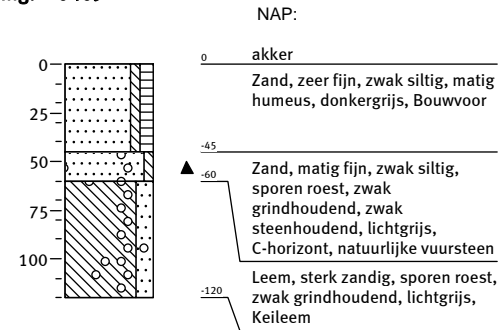 NAP:
0
25
50
75
100
0
akker
Zand, zeer fijn, zwak siltig, matig
humeus, donkergrijs, Bouwvoor
-45
Zand, matig fijn, zwak siltig,
sporen roest, zwak
grindhoudend, zwak
steenhoudend, lichtgrijs,
C-horizont, natuurlijke vuursteen
-60
Leem, sterk zandig, sporen roest,
zwak grindhoudend, lichtgrijs,
Keileem
-120